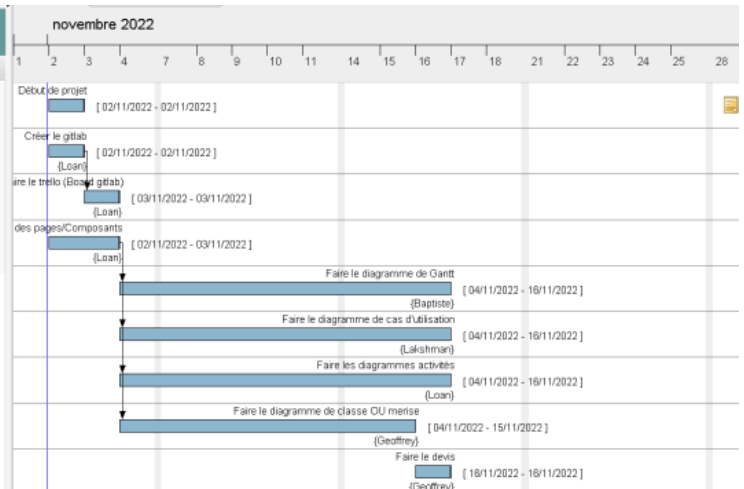 novembre 2022
1 2 3 4 7 8 9 10 11 14 15 16 17 18 21 22 23 24 25 28
Début de projet
[ 02/11/2022 - 02/11/2022 ]
Créer le gitlab
[ 02/11/2022 - 02/11/2022 ]
{Loan}
ire le trello (Board gitlab)
[ 03/11/2022 - 03/11/2022 ]
{Loan}
des pages/Composants
[ 02/11/2022 - 03/11/2022 ]
{Loan}
Faire le diagramme de Gantt
[ 04/11/2022 - 16/11/2022 ]
{Baptiste}
Faire le diagramme de cas d'utilisation
[ 04/11/2022 - 16/11/2022 ]
{Lakshman}
Faire les diagrammes activités
[ 04/11/2022 - 16/11/2022 ]
{Loan}
Faire le diagramme de classe OU merise
[ 04/11/2022 - 15/11/2022 ]
{Geoffrey}
Faire le devis
[ 16/11/2022 - 16/11/2022 ]
{Geoffrey}